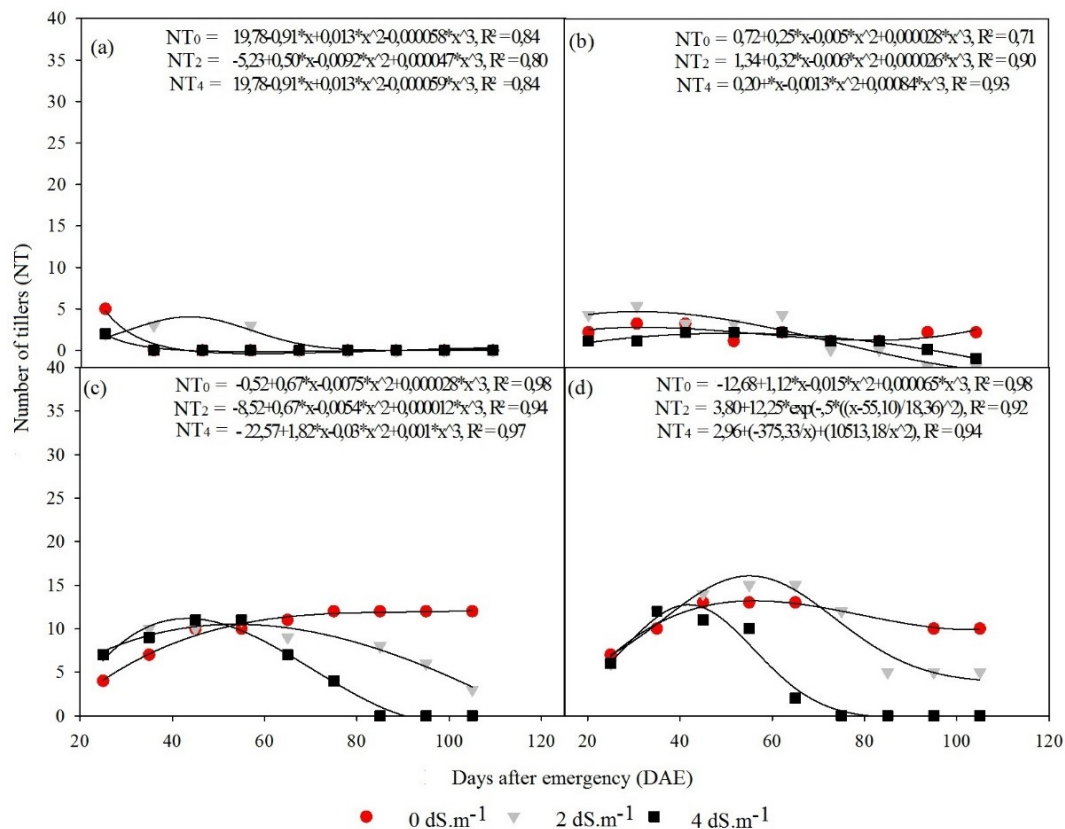 40
35
30
25
20
15
10
5
0
(a)
NT0 = 19,78-0,91*x+0,013*x^2-0,000058*x^3, R² = 0,84
NT2 = -5,23+0,50*x-0,0092*x^2+0,000047*x^3, R² = 0,80
NT4 = 19,78-0,91*x+0,013*x^2-0,000059*x^3, R² = 0,84
(b)
NT0 = 0,72+0,25*x-0,005*x^2+0,000028*x^3, R² = 0,71
NT2 = 1,34+0,32*x-0,006*x^2+0,000026*x^3, R² = 0,90
NT4 = 0,20+*x-0,0013*x^2+0,00084*x^3, R² = 0,93
Number of tillers (NT)
40
35
30
25
20
15
10
5
0
(c)
NT0 = -0,52+0,67*x-0,0075*x^2+0,000028*x^3, R² = 0,98
NT2 = -8,52+0,67*x-0,0054*x^2+0,000012*x^3, R² = 0,94
NT4 = -22,57+1,82*x-0,03*x^2+0,001*x^3, R² = 0,97
(d)
NT0 = -12,68+1,12*x-0,015*x^2+0,000065*x^3, R² = 0,98
NT2 = 3,80+12,25*exp(-,5*((x-55,10)/18,36)^2), R² = 0,92
NT4 = 2,96+(-375,33/x)+(10513,18/x^2), R² = 0,94
20 40 60 80 100 120
20 40 60 80 100 120
Days after emergency (DAE)
0 dS.m-1 2 dS.m-1 4 dS.m-1